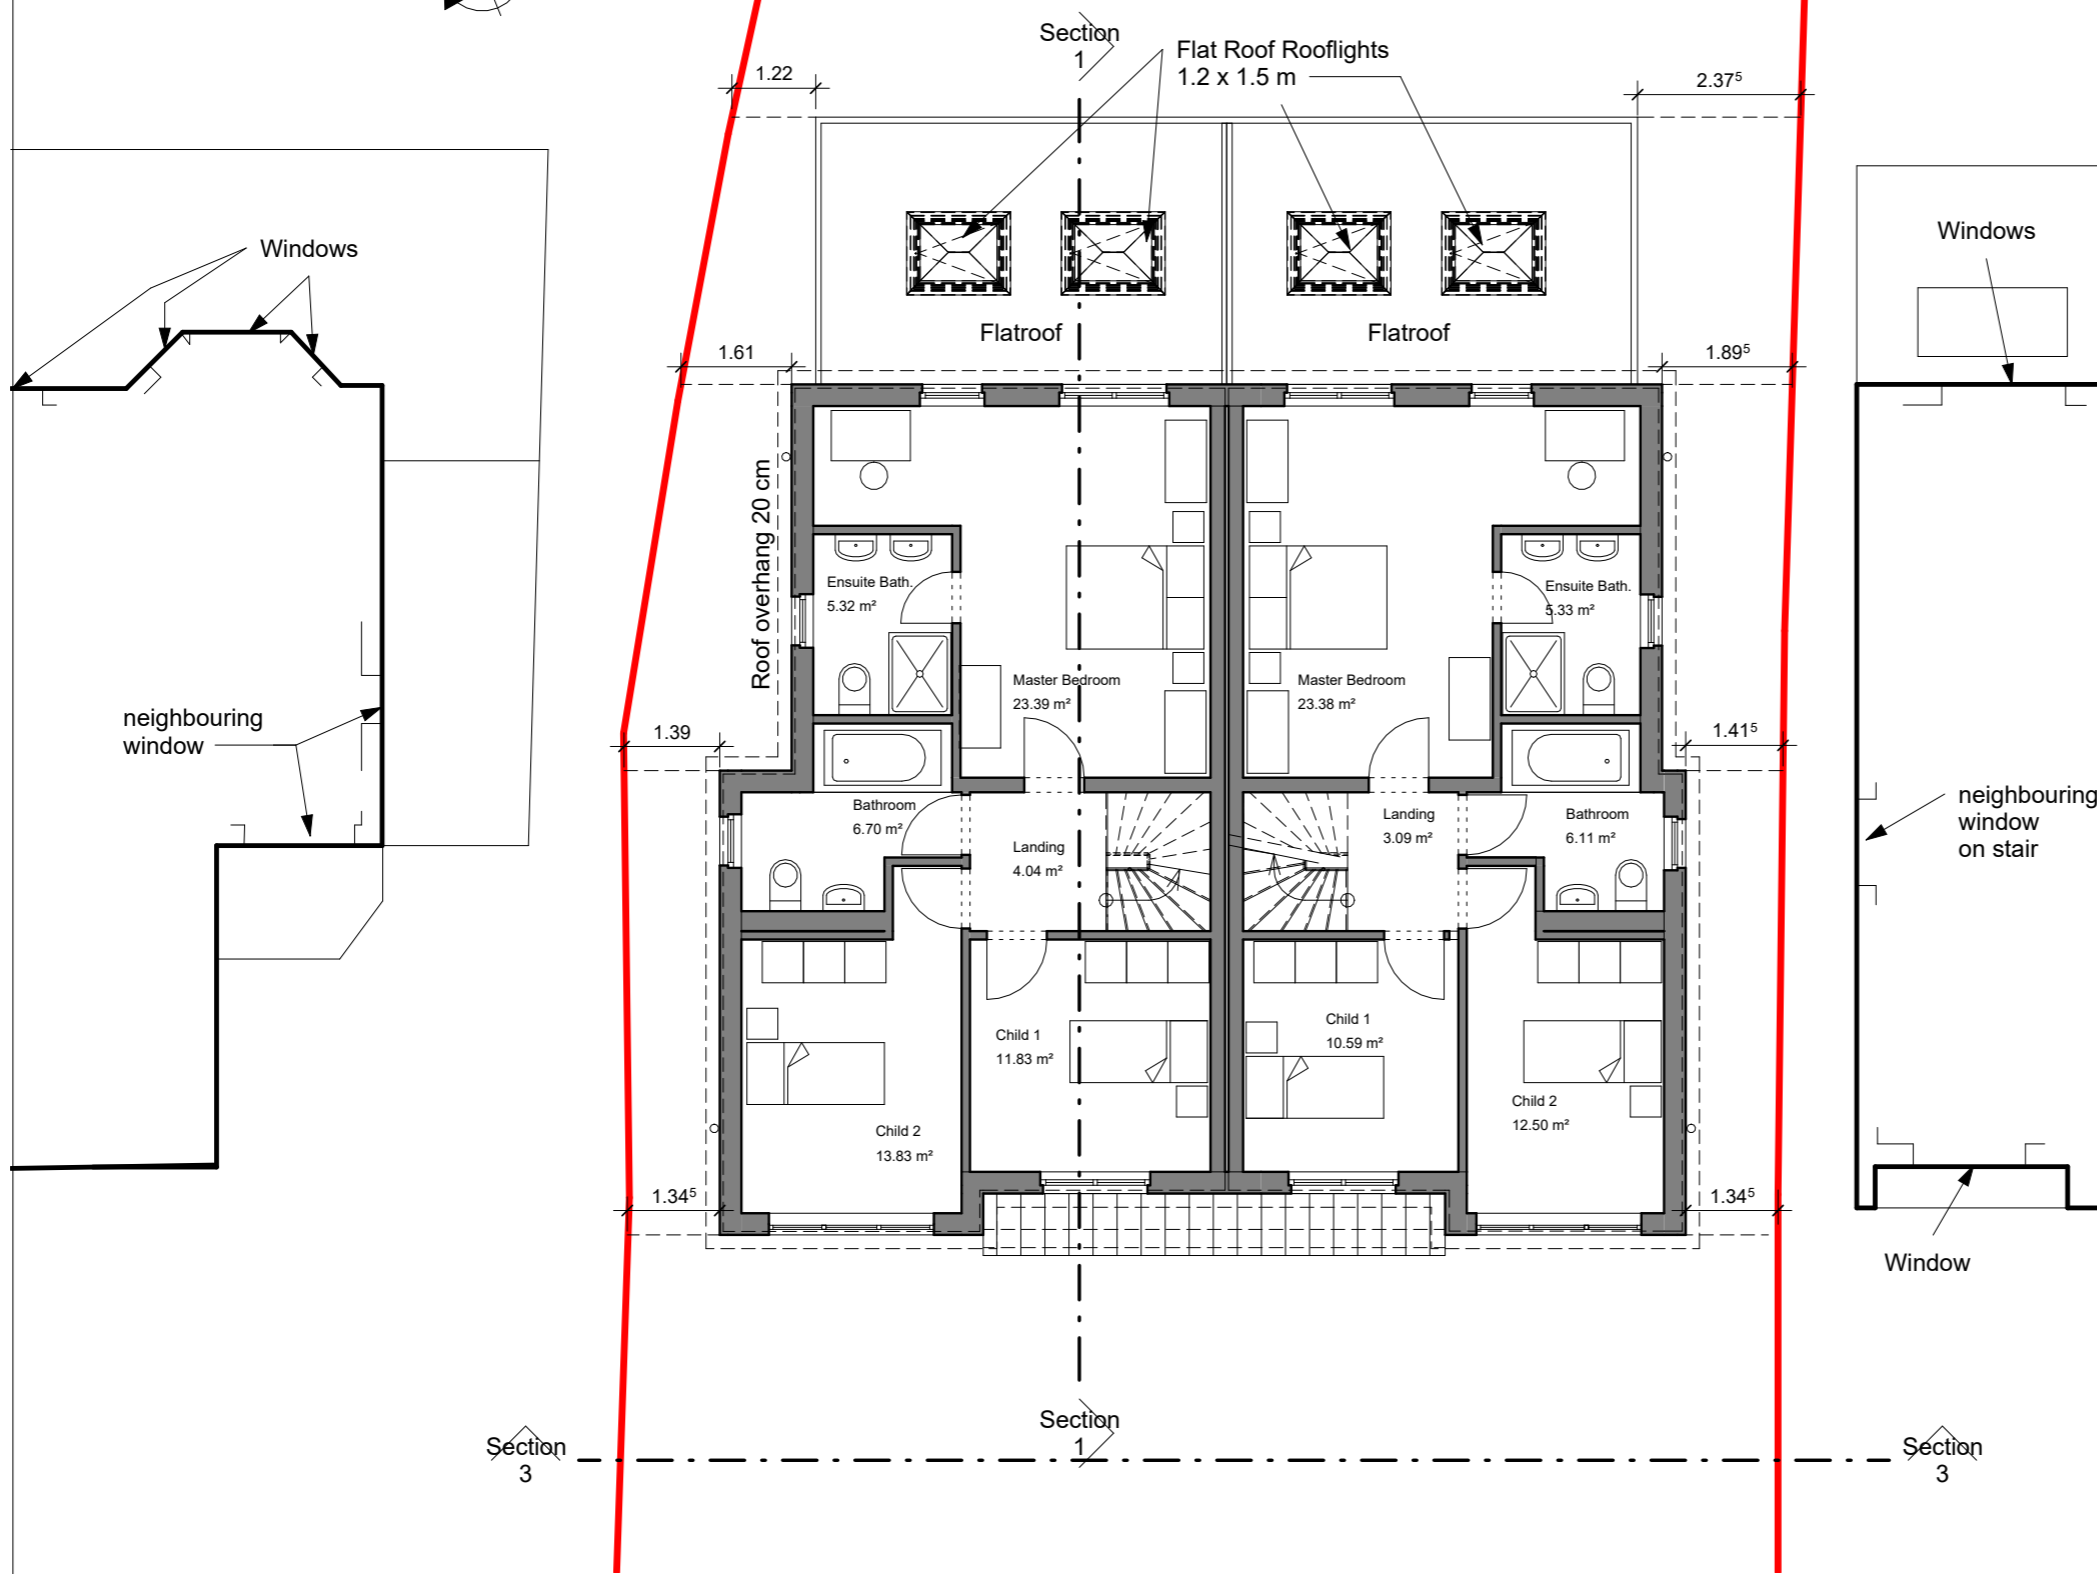 Section
1
Flat Roof Rooflights
1.2 x 1.5 m
1.22
2.37⁵
Windows
Windows
Flatroof
Flatroof
1.61
1.89⁵
Roof overhang 20 cm
Ensuite Bath.
5.32 m²
Ensuite Bath.
5.33 m²
Master Bedroom
23.39 m²
Master Bedroom
23.38 m²
neighbouring
window
1.39
1.41⁵
Bathroom
6.70 m²
Landing
4.04 m²
Landing
3.09 m²
Bathroom
6.11 m²
neighbouring
window
on stair
Child 1
11.83 m²
Child 1
10.59 m²
Child 2
13.83 m²
Child 2
12.50 m²
1.34⁵
1.34⁵
Window
Section
1
Section
3
Section
3